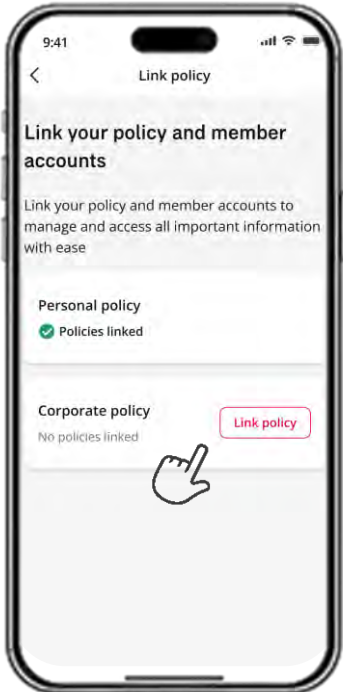 9:41
Link policy
Link your policy and member
accounts
Link your policy and member accounts to
manage and access all important information
with ease
Personal policy
Policies linked
Corporate policy
No policies linked
Link policy